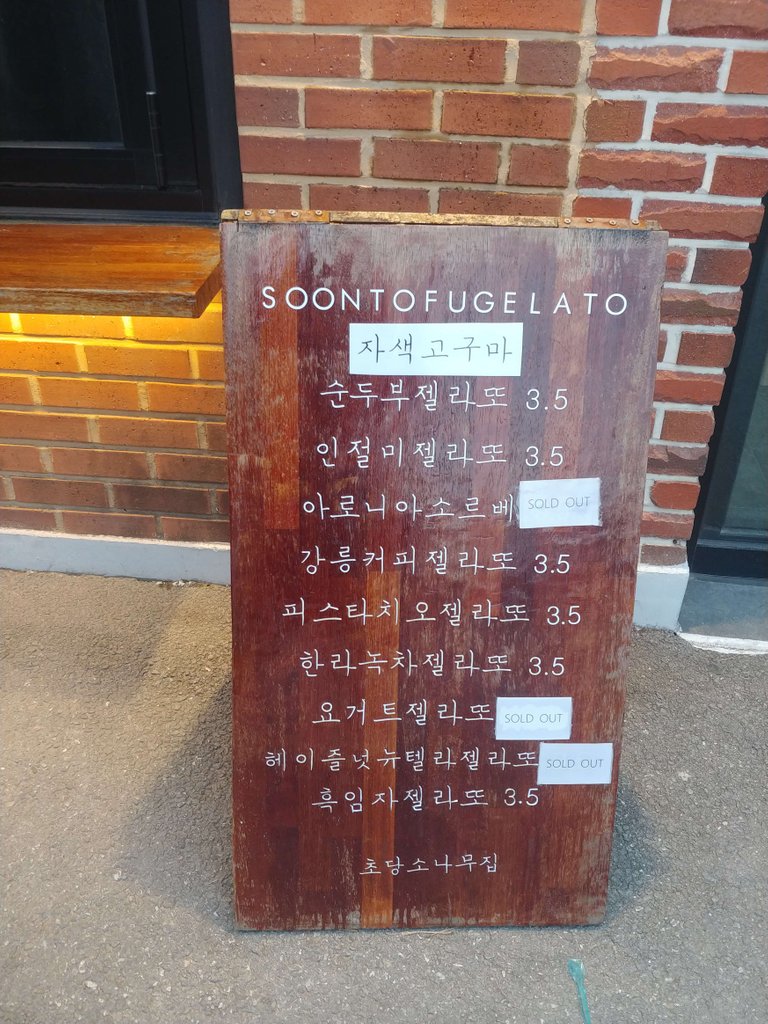 SOONTOFUGELATO
자색고구마
순두부젤라또 3.5
인절미젤라또 3.5
아로니아소르베 SOLD OUT
강릉커피젤라또 3.5
피스타치오젤라또 3.5
한라녹차젤라또 3.5
요거트젤라또 SOLD OUT
헤이즐넛뉴텔라젤라또 SOLD OUT
흑임자젤라또 3.5
초당소나무집